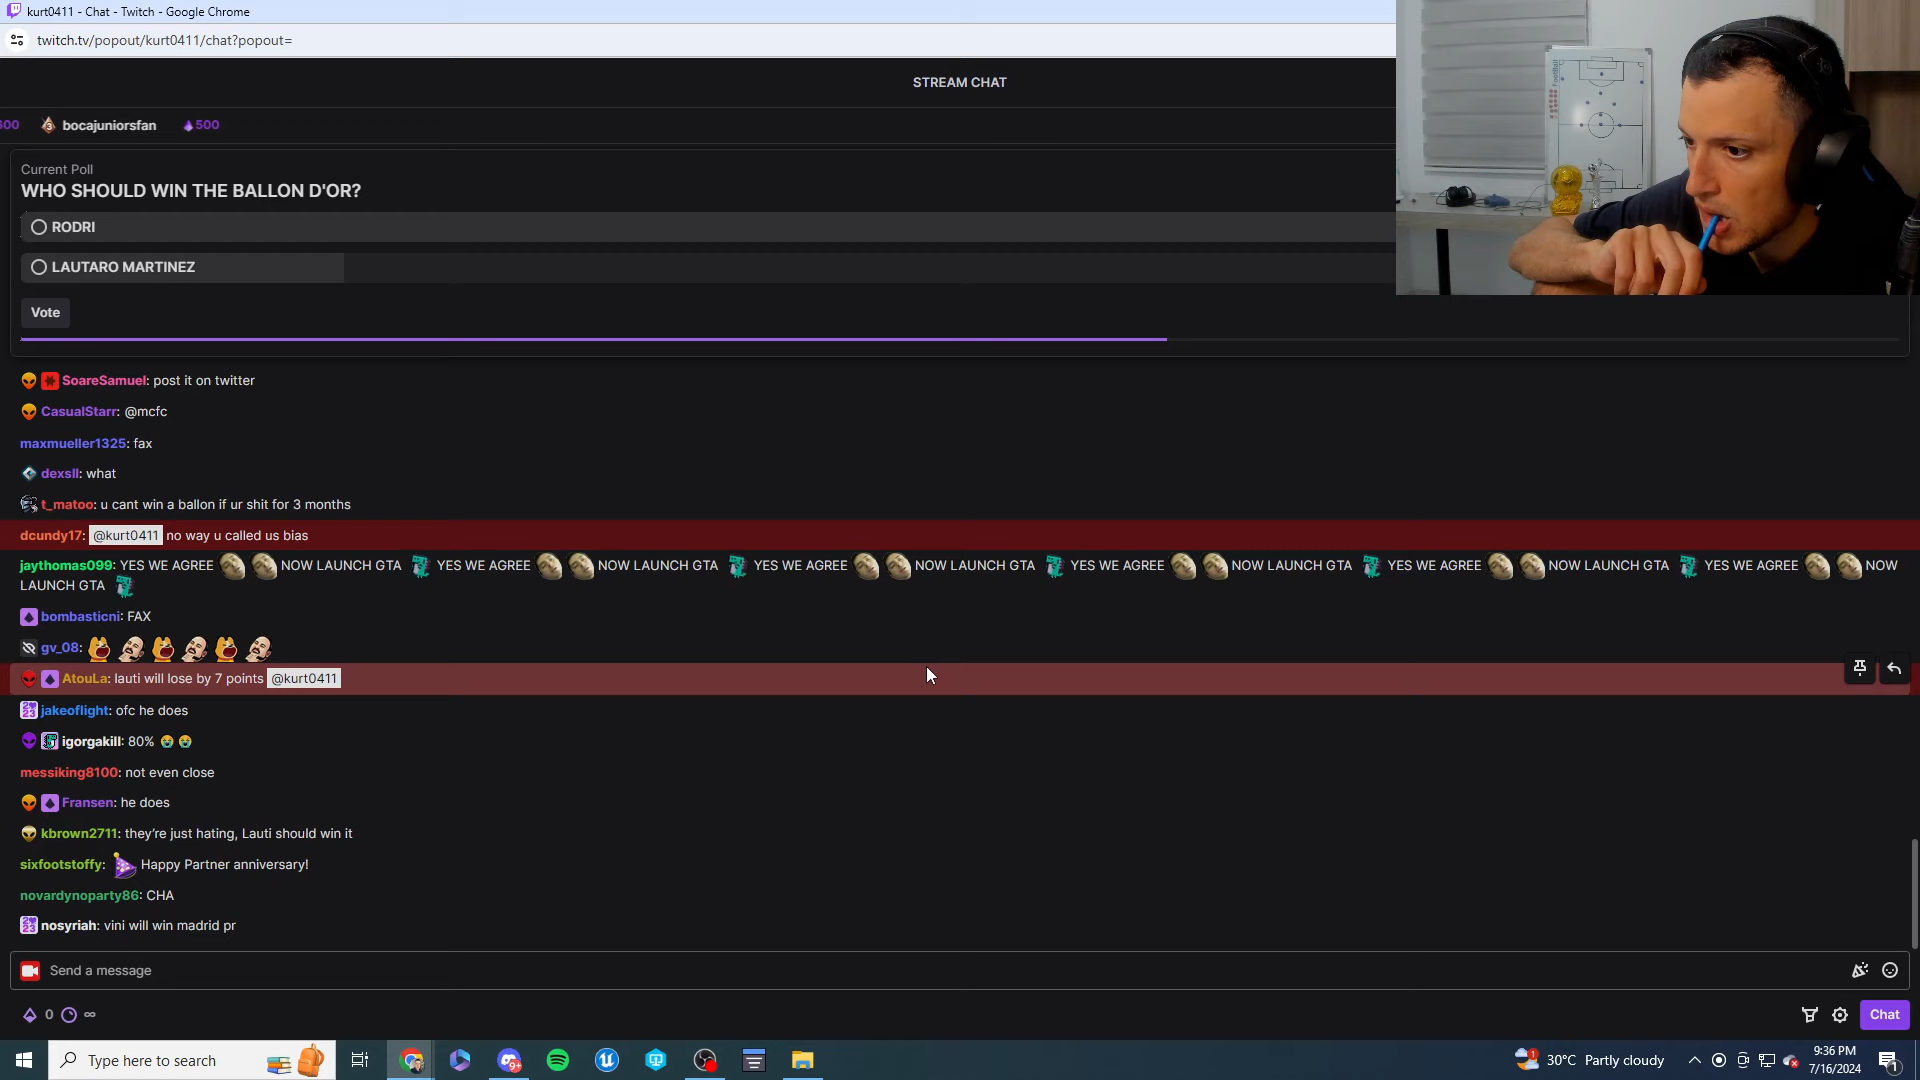 kurt0411 - Chat - Twitch - Google Chrome
twitch.tv/popout/kurt0411/chat?popout=
STREAM CHAT
500 3 bocajuniorsfan 500
Current Poll
WHO SHOULD WIN THE BALLON D'OR?
RODRI
LAUTARO MARTINEZ
Vote
SoareSamuel: post it on twitter
CasualStarr: @mcfc
maxmueller1325: fax
dexsll: what
t_matoo: u cant win a ballon if ur shit for 3 months
dcundy17: @kurt0411 no way u called us bias
jaythomas099: YES WE AGREE NOW LAUNCH GTA YES WE AGREE NOW LAUNCH GTA YES WE AGREE NOW LAUNCH GTA YES WE AGREE NOW LAUNCH GTA YES WE AGREE NOW LAUNCH GTA YES WE AGREE NOW
LAUNCH GTA
bombasticni: FAX
gv_08:
AtouLa: lauti will lose by 7 points @kurt0411
jakeoflight: ofc he does
igorgakill: 80%
messiking8100: not even close
Fransen: he does
kbrown2711: they're just hating, Lauti should win it
sixfootstoffy: Happy Partner anniversary!
novardynoparty86: CHA
nosyriah: vini will win madrid pr
Send a message
0 ∞
Chat
Type here to search
30°C Partly cloudy
9:36 PM
7/16/2024